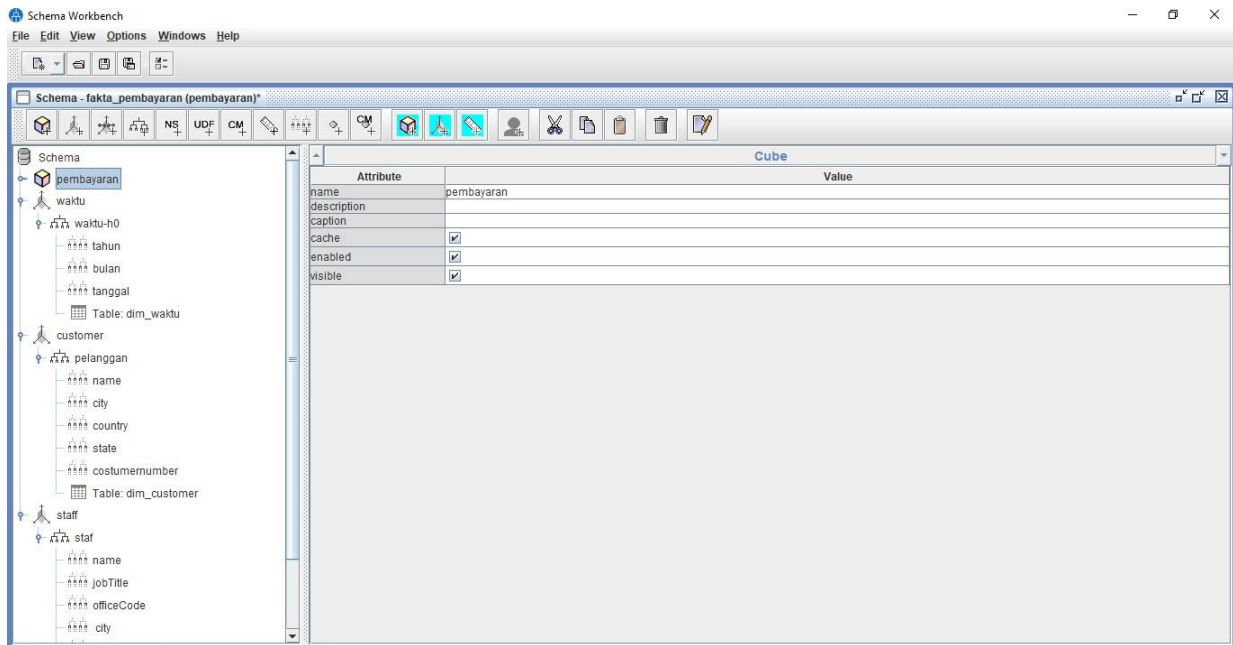 Schema Workbench
File Edit View Options Windows Help
Schema - fakta_pembayaran (pembayaran)*
NS UDF CM CM
Schema
pembayaran
waktu
waktu-h0
tahun
bulan
tanggal
Table: dim_waktu
customer
pelanggan
name
city
country
state
costumernumber
Table: dim_customer
staff
staf
name
jobTitle
officeCode
city
Cube
Attribute Value
name pembayaran
description
caption
cache
enabled
visible